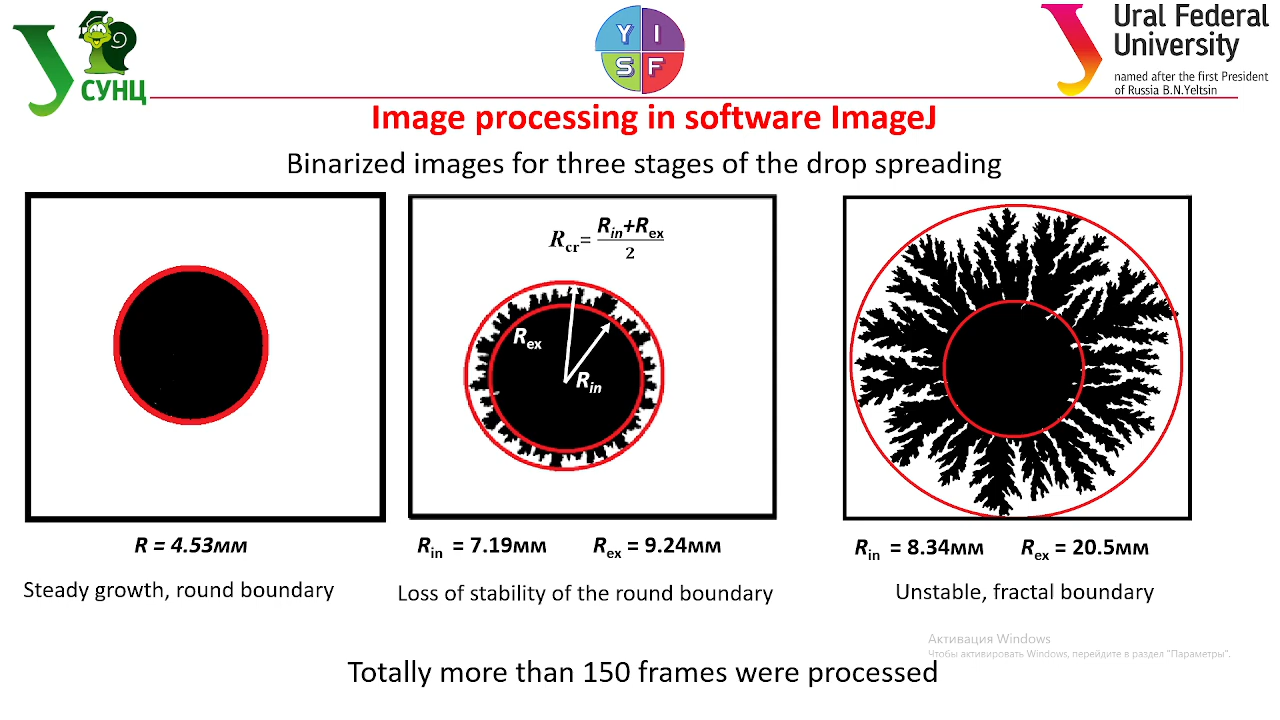 УСУНЦ
Y I
S F
Ural Federal
University
named after the first President
of Russia B.N.Yeltsin
Image processing in software ImageJ
Binarized images for three stages of the drop spreading
Rcr= Rin+Rex
2
Rex
Rin
R = 4.53мм
Rin = 7.19мм Rex = 9.24мм
Rin = 8.34мм Rex = 20.5мм
Steady growth, round boundary
Loss of stability of the round boundary
Unstable, fractal boundary
Активация Windows
Чтобы активировать Windows, перейдите в раздел "Параметры".
Totally more than 150 frames were processed